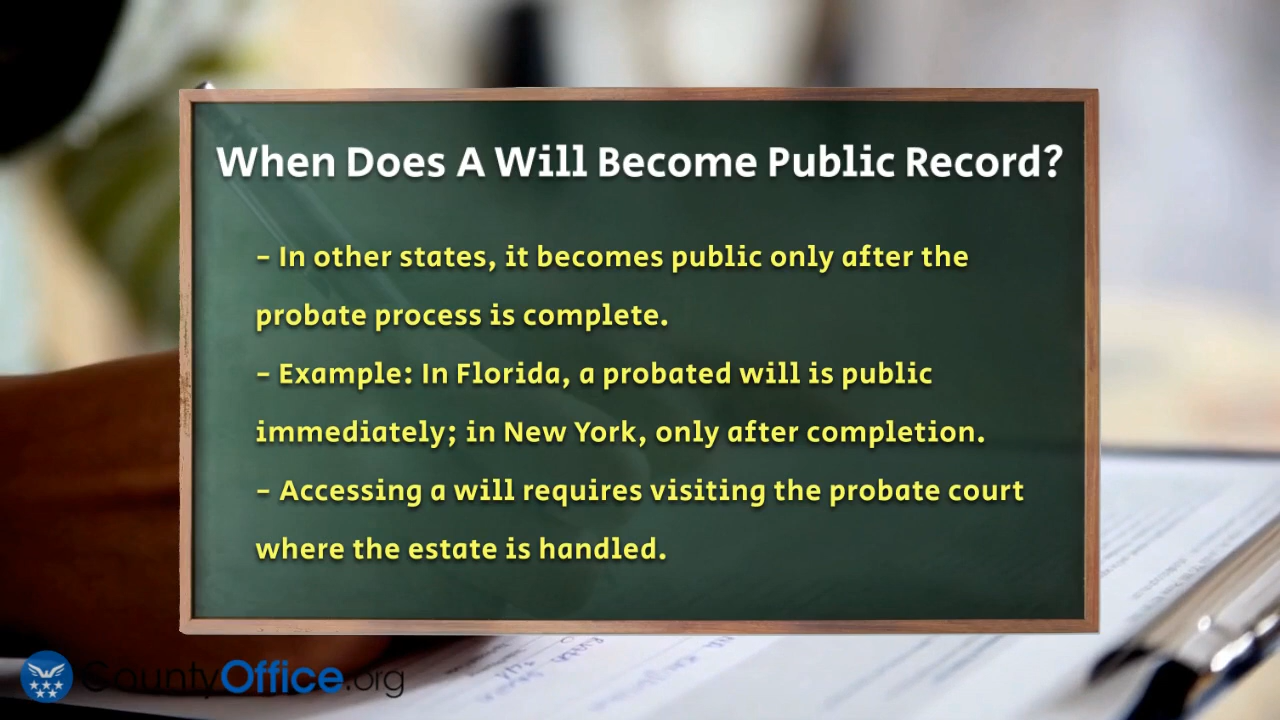 When Does A Will Become Public Record?
– In other states, it becomes public only after the
probate process is complete.
– Example: In Florida, a probated will is public
immediately; in New York, only after completion.
– Accessing a will requires visiting the probate court
where the estate is handled.
CountyOffice.org